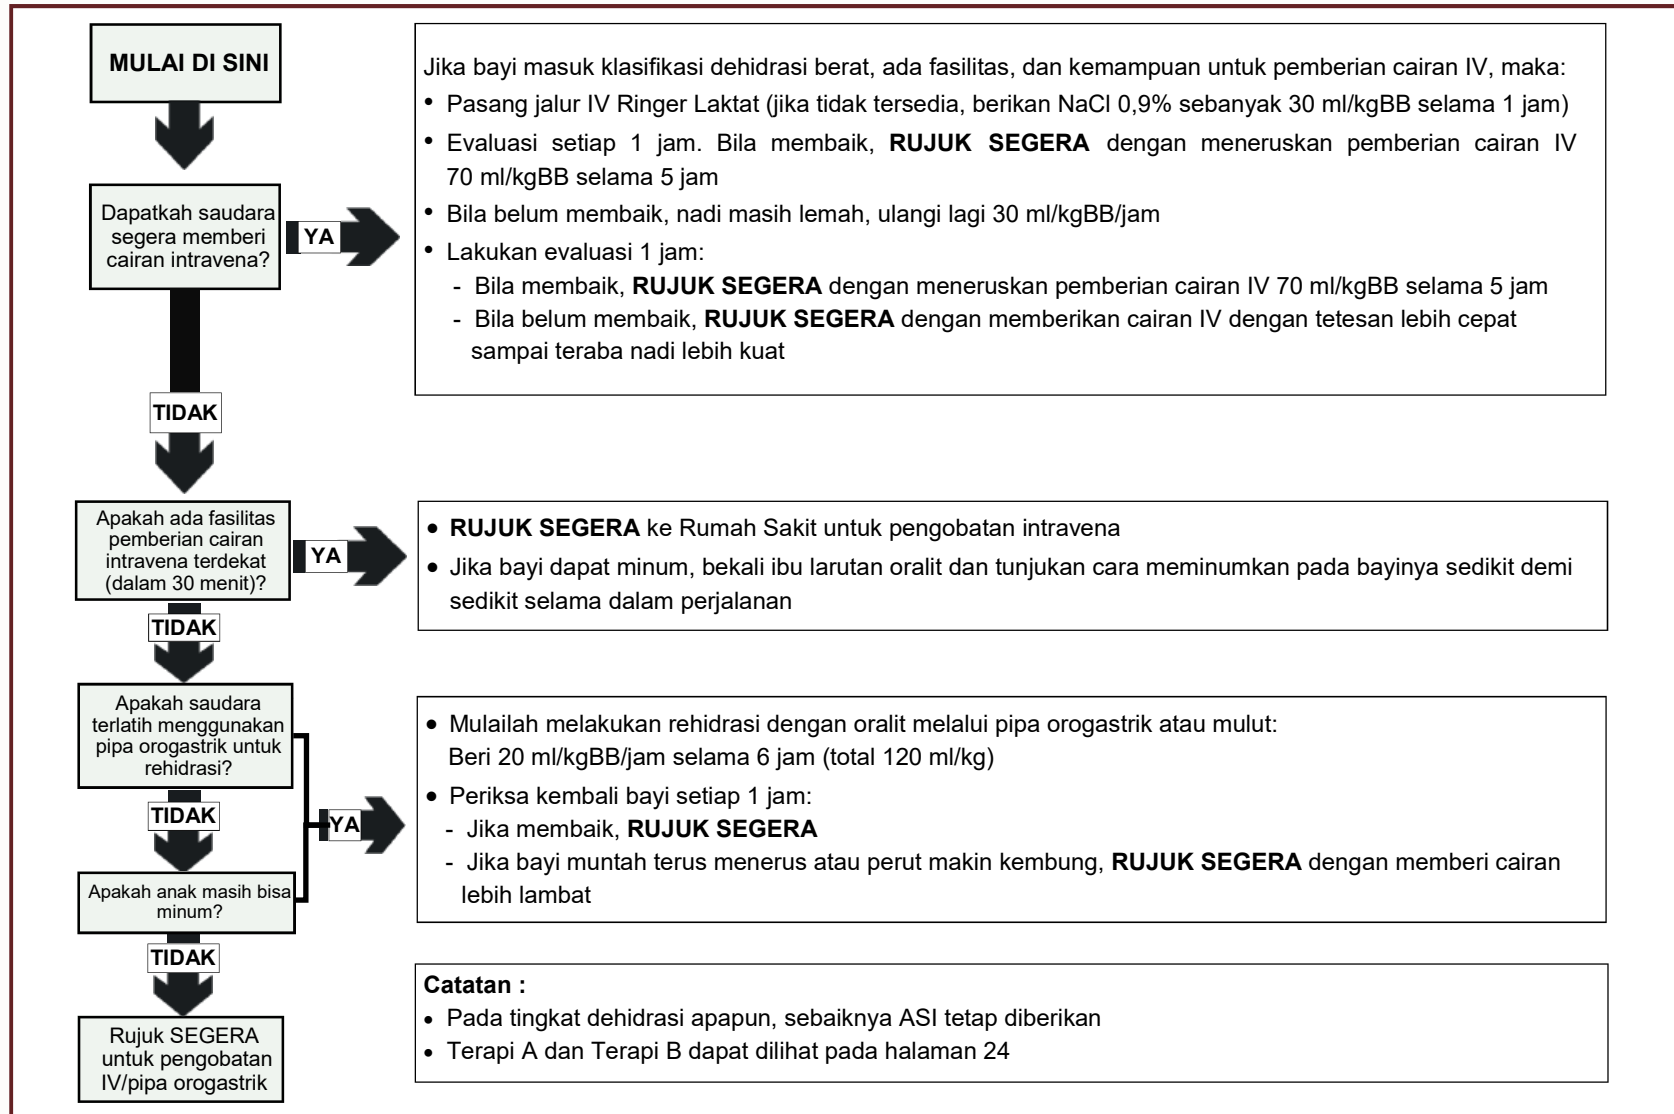 MULAI DI SINI
Jika bayi masuk klasifikasi dehidrasi berat, ada fasilitas, dan kemampuan untuk pemberian cairan IV, maka:
• Pasang jalur IV Ringer Laktat (jika tidak tersedia, berikan NaCl 0,9% sebanyak 30 ml/kgBB selama 1 jam)
• Evaluasi setiap 1 jam. Bila membaik, RUJUK SEGERA dengan meneruskan pemberian cairan IV
70 ml/kgBB selama 5 jam
• Bila belum membaik, nadi masih lemah, ulangi lagi 30 ml/kgBB/jam
• Lakukan evaluasi 1 jam:
- Bila membaik, RUJUK SEGERA dengan meneruskan pemberian cairan IV 70 ml/kgBB selama 5 jam
- Bila belum membaik, RUJUK SEGERA dengan memberikan cairan IV dengan tetesan lebih cepat
sampai teraba nadi lebih kuat
Dapatkah saudara
segera memberi
cairan intravena?
YA
TIDAK
Apakah ada fasilitas
pemberian cairan
intravena terdekat
(dalam 30 menit)?
YA
• RUJUK SEGERA ke Rumah Sakit untuk pengobatan intravena
• Jika bayi dapat minum, bekali ibu larutan oralit dan tunjukan cara meminumkan pada bayinya sedikit demi
sedikit selama dalam perjalanan
TIDAK
Apakah saudara
terlatih menggunakan
pipa orogastrik untuk
rehidrasi?
TIDAK
YA
• Mulailah melakukan rehidrasi dengan oralit melalui pipa orogastrik atau mulut:
Beri 20 ml/kgBB/jam selama 6 jam (total 120 ml/kg)
• Periksa kembali bayi setiap 1 jam:
- Jika membaik, RUJUK SEGERA
- Jika bayi muntah terus menerus atau perut makin kembung, RUJUK SEGERA dengan memberi cairan
lebih lambat
Apakah anak masih bisa
minum?
TIDAK
Rujuk SEGERA
untuk pengobatan
IV/pipa orogastrik
Catatan :
• Pada tingkat dehidrasi apapun, sebaiknya ASI tetap diberikan
• Terapi A dan Terapi B dapat dilihat pada halaman 24